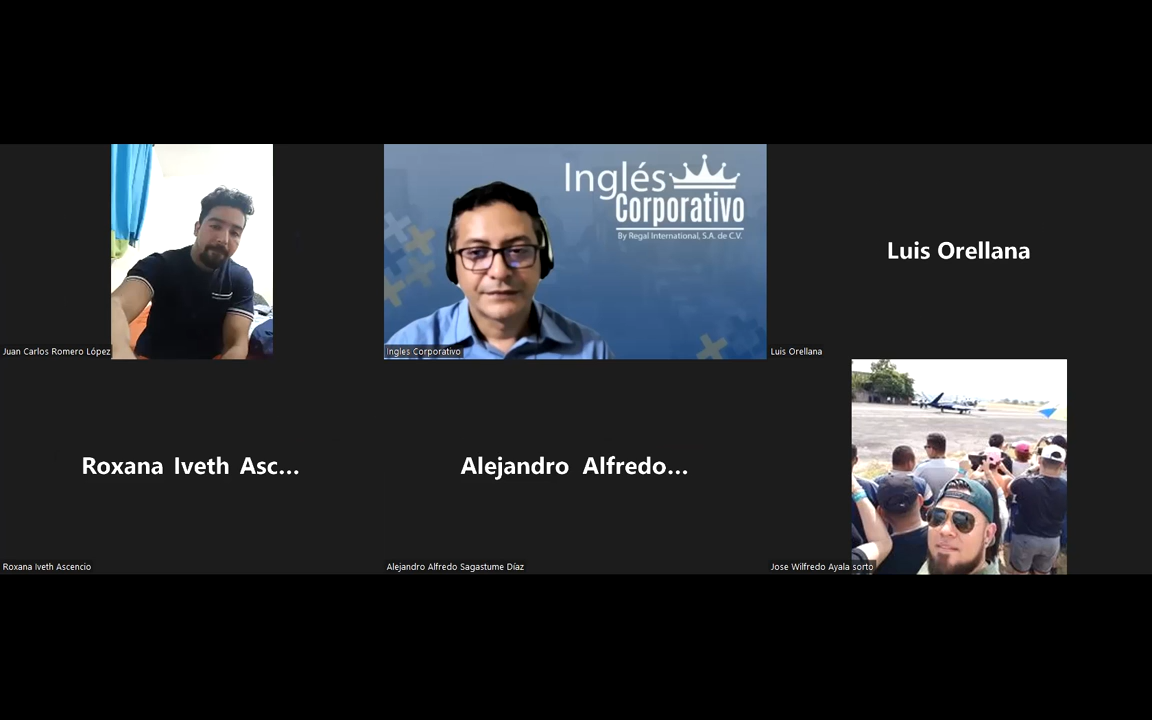 Inglés
Corporativo
By Regal International, S.A. de C.V.
Luis Orellana
Juan Carlos Romero López
Ingles Corporativo
Luis Orellana
Roxana Iveth Asc...
Alejandro Alfredo...
Roxana Iveth Ascencio
Alejandro Alfredo Sagastume Díaz
Jose Wilfredo Ayala sorto